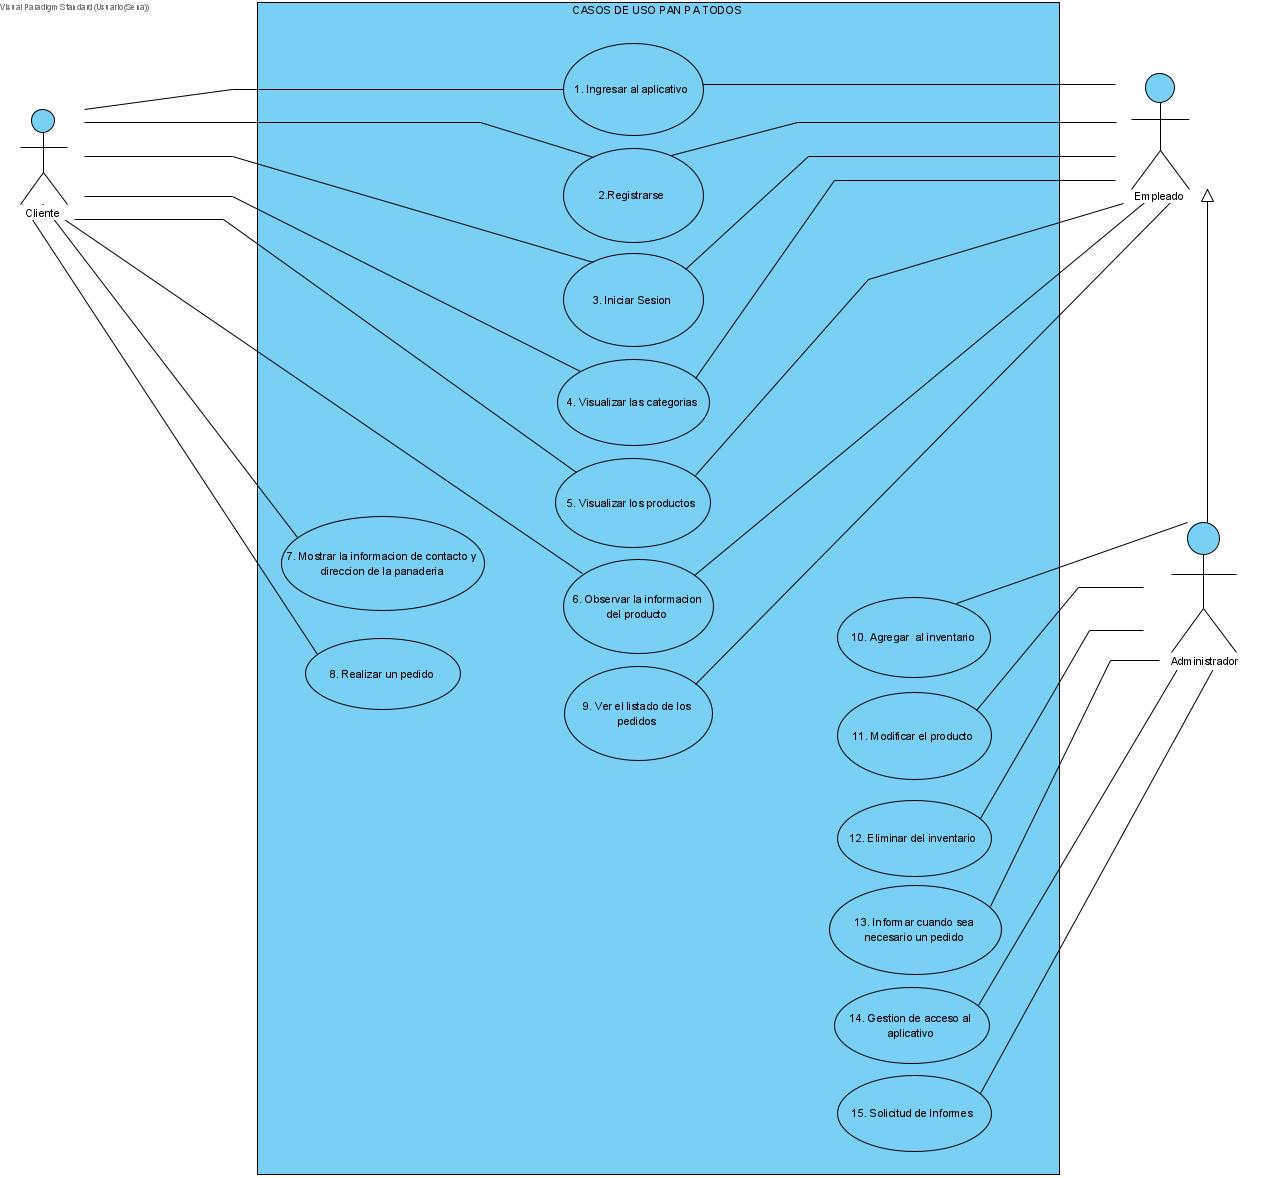 Visual Paradigm Standard (Usuario(Sena))
CASOS DE USO PAN PA TODOS
1. Ingresar al aplicativo
2.Registrarse
Cliente
Empleado
3. Iniciar Sesion
4. Visualizar las categorias
5. Visualizar los productos
7. Mostrar la informacion de contacto y
direccion de la panaderia
6. Observar la informacion
del producto
10. Agregar al inventario
Administrador
8. Realizar un pedido
9. Ver el listado de los
pedidos
11. Modificar el producto
12. Eliminar del inventario
13. Informar cuando sea
necesario un pedido
14. Gestion de acceso al
aplicativo
15. Solicitud de Informes